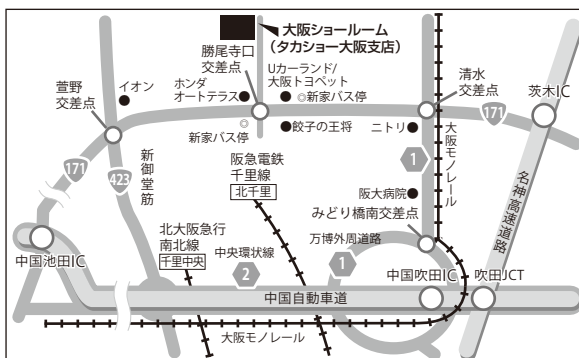 大阪ショールーム
(タカショー大阪支店)
勝尾寺口
交差点
Uカーランド/
大阪トヨペット
ホンダ
オートテラス
◎新家バス停
イオン
萱野
交差点
清水
交差点
茨木IC
171
新家バス停
餃子の王将
ニトリ
大阪モノレール
171
423
新御堂筋
阪急電鉄
千里線
北千里
1
名神高速道路
阪大病院
北大阪急行
南北線
千里中央
中央環状線
2
みどり橋南交差点
万博外周道路
1
中国池田IC
中国吹田IC
吹田JCT
中国自動車道
大阪モノレール